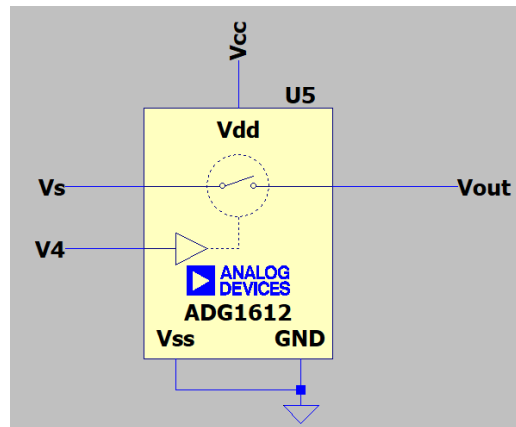 Vcc
U5
Vdd
Vs
Vout
V4
ANALOG
DEVICES
ADG1612
Vss GND